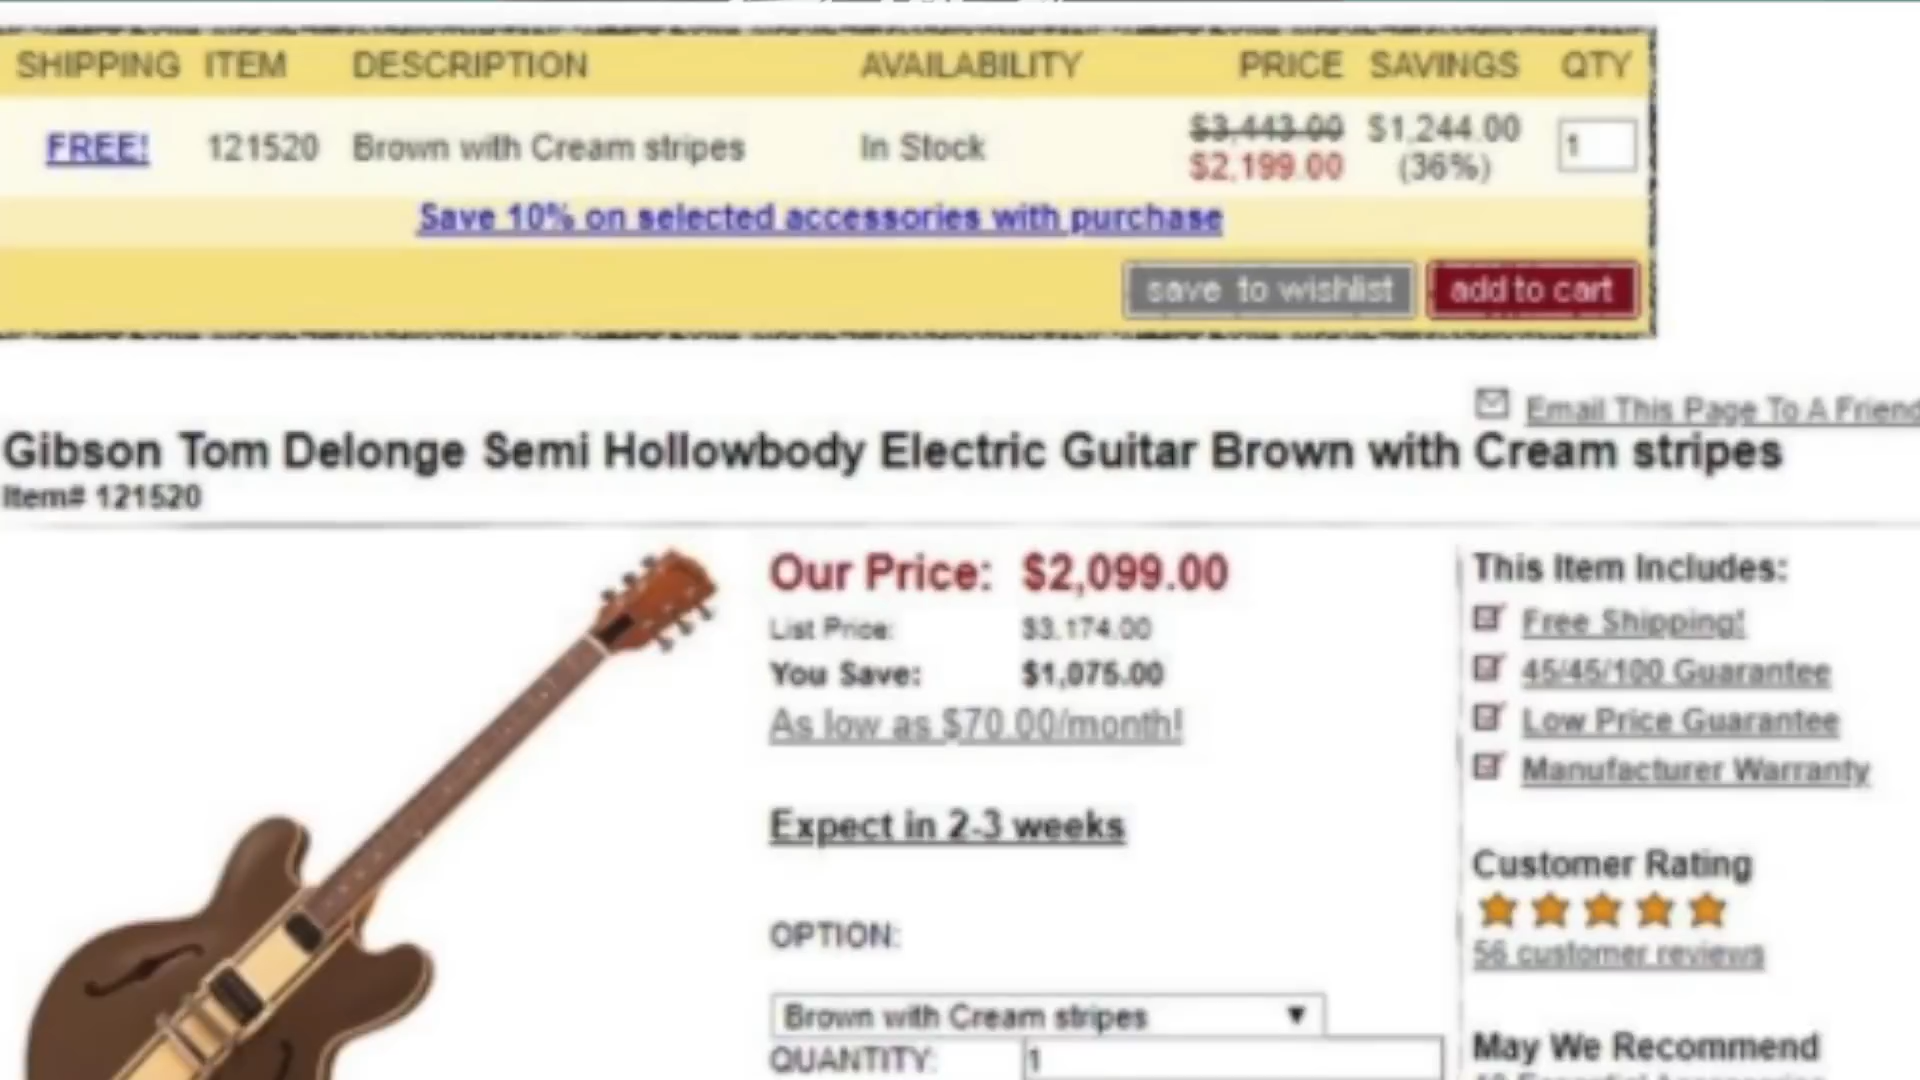 SHIPPING ITEM DESCRIPTION AVAILABILITY PRICE SAVINGS QTY
FREE! 121520 Brown with Cream stripes In Stock $3,443.00 $1,244.00 1
$2,199.00 (36%)
Save 10% on selected accessories with purchase
save to wishlist add to cart
Email This Page To A Friend
Gibson Tom Delonge Semi Hollowbody Electric Guitar Brown with Cream stripes
Item# 121520
Our Price: $2,099.00
List Price: $3,174.00
You Save: $1,075.00
As low as $70.00/month!
Expect in 2-3 weeks
OPTION:
Brown with Cream stripes
QUANTITY: 1
This Item Includes:
Free Shipping!
45/45/100 Guarantee
Low Price Guarantee
Manufacturer Warranty
Customer Rating
56 customer reviews
May We Recommend